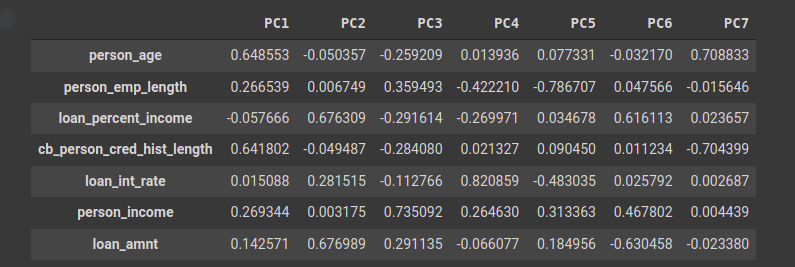 PC1 PC2 PC3 PC4 PC5 PC6 PC7
person_age 0.648553 -0.050357 -0.259209 0.013936 0.077331 -0.032170 0.708833
person_emp_length 0.266539 0.006749 0.359493 -0.422210 -0.786707 0.047566 -0.015646
loan_percent_income -0.057666 0.676309 -0.291614 -0.269971 0.034678 0.616113 0.023657
cb_person_cred_hist_length 0.641802 -0.049487 -0.284080 0.021327 0.090450 0.011234 -0.704399
loan_int_rate 0.015088 0.281515 -0.112766 0.820859 -0.483035 0.025792 0.002687
person_income 0.269344 0.003175 0.735092 0.264630 0.313363 0.467802 0.004439
loan_amnt 0.142571 0.676989 0.291135 -0.066077 0.184956 -0.630458 -0.023380